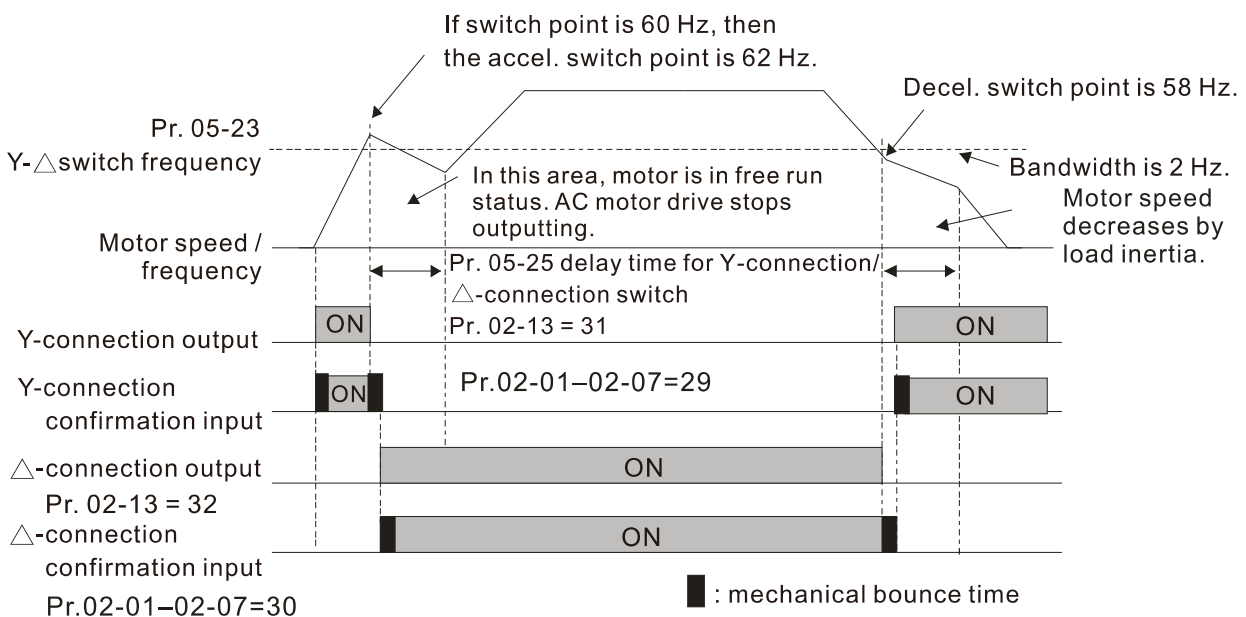 If switch point is 60 Hz, then
the accel. switch point is 62 Hz.
Decel. switch point is 58 Hz.
Pr. 05-23
Y-△switch frequency
Bandwidth is 2 Hz.
In this area, motor is in free run
status. AC motor drive stops
outputting.
Motor speed
decreases by
load inertia.
Motor speed /
frequency
Pr. 05-25 delay time for Y-connection/
△-connection switch
Pr. 02-13 = 31
Y-connection output
ON
ON
Y-connection
confirmation input
ON
Pr.02-01–02-07=29
ON
△-connection output
ON
Pr. 02-13 = 32
△-connection
confirmation input
ON
Pr.02-01–02-07=30
: mechanical bounce time